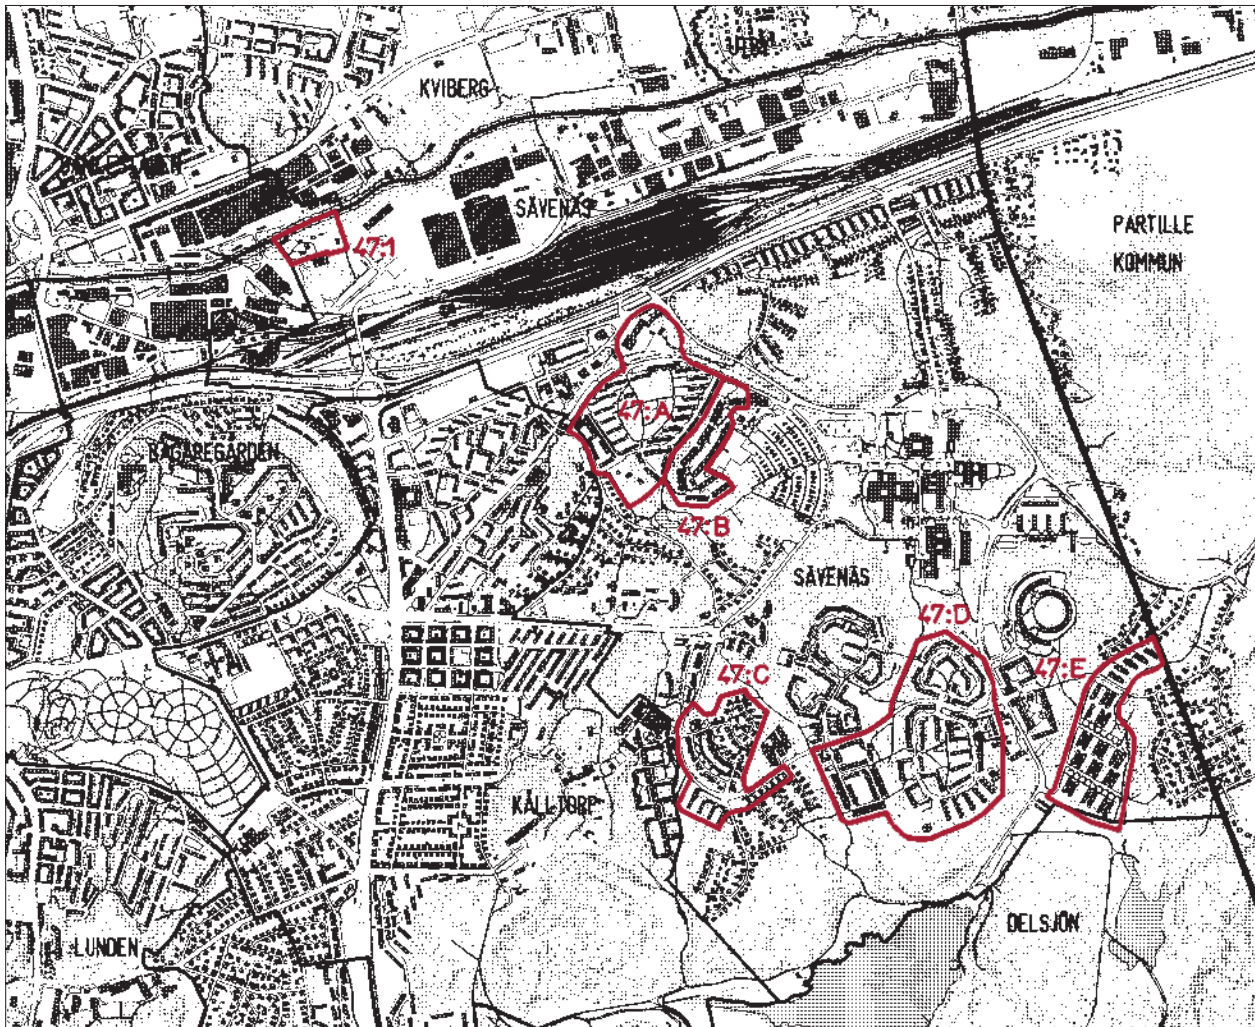 KVIBERG
SÄVENÄS
47:1
PARTILLE
KOMMUN
47:A
BAGAREGÅRDEN
47:B
SÄVENÄS
47:D
47:C
47:E
KÅLLTORP
DELSJÖN
LUNDEN